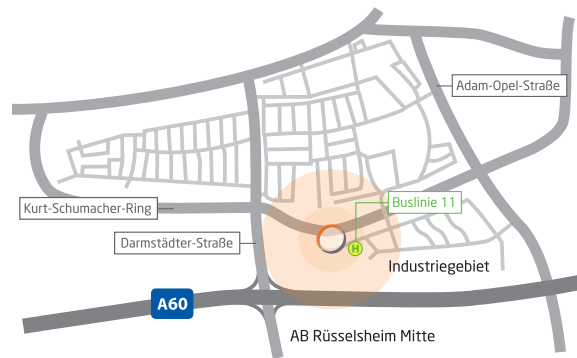 Adam-Opel-Straße
Buslinie 11
Kurt-Schumacher-Ring
Darmstädter-Straße
H
Industriegebiet
A60
AB Rüsselsheim Mitte